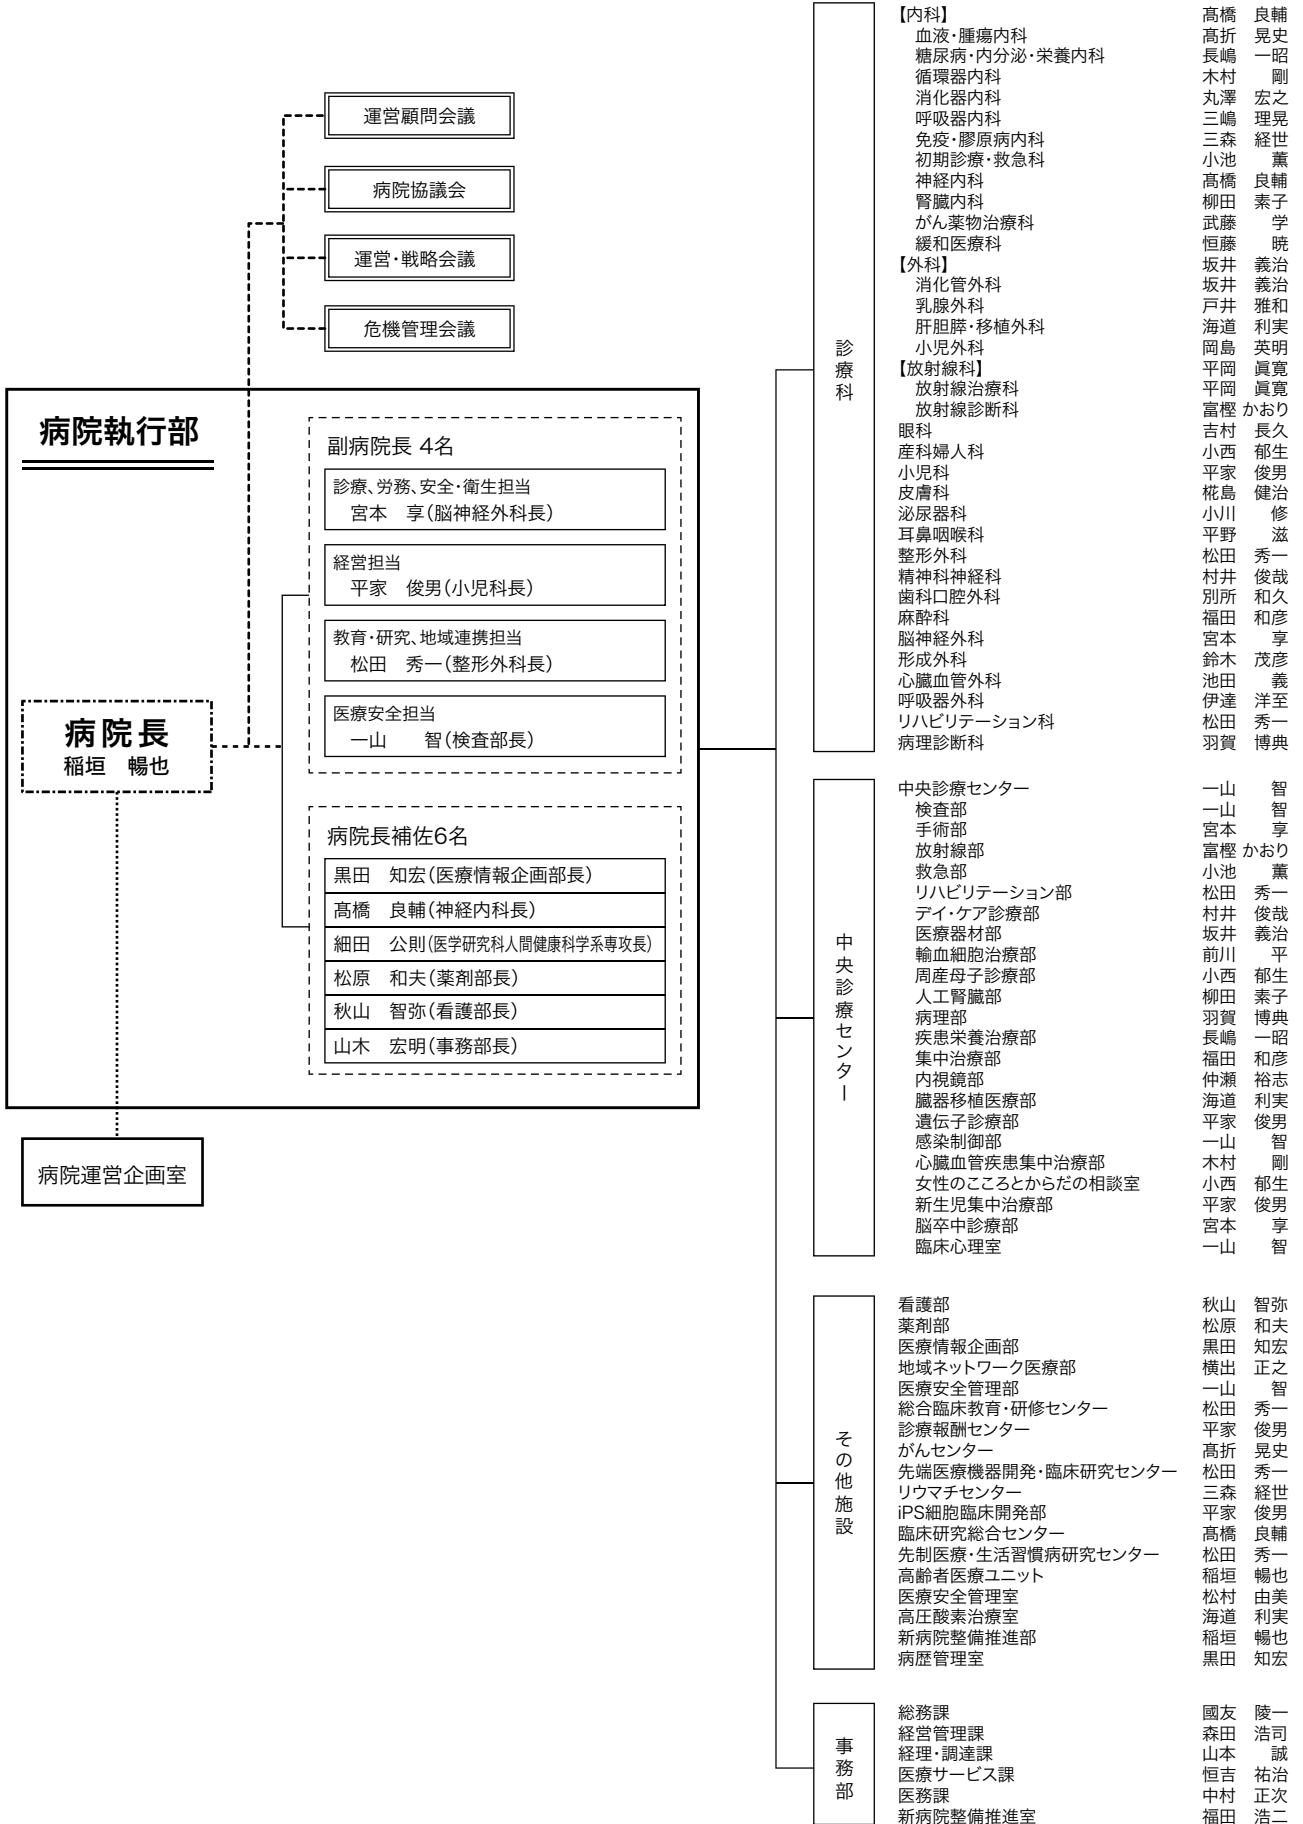 運営顧問会議
病院協議会
運営・戦略会議
危機管理会議
病院執行部
副病院長 4名
診療、労務、安全・衛生担当
宮本　享(脳神経外科長)
経営担当
平家　俊男(小児科長)
教育・研究、地域連携担当
松田　秀一(整形外科長)
医療安全担当
一山　　智(検査部長)
病院長
稲垣　暢也
病院長補佐6名
黒田　知宏(医療情報企画部長)
髙橋　良輔(神経内科長)
細田　公則(医学研究科人間健康科学系専攻長)
松原　和夫(薬剤部長)
秋山　智弥(看護部長)
山木　宏明(事務部長)
病院運営企画室
診療科
【内科】　髙橋　良輔
血液・腫瘍内科　髙折　晃史
糖尿病・内分泌・栄養内科　長嶋　一昭
循環器内科　木村　　剛
消化器内科　丸澤　宏之
呼吸器内科　三嶋　理晃
免疫・膠原病内科　三森　経世
初期診療・救急科　小池　　薫
神経内科　髙橋　良輔
腎臓内科　柳田　素子
がん薬物治療科　武藤　　学
緩和医療科　恒藤　　暁
【外科】　坂井　義治
消化管外科　坂井　義治
乳腺外科　戸井　雅和
肝胆膵・移植外科　海道　利実
小児外科　岡島　英明
【放射線科】　平岡　眞寛
放射線治療科　平岡　眞寛
放射線診断科　富樫 かおり
眼科　吉村　長久
産科婦人科　小西　郁生
小児科　平家　俊男
皮膚科　椛島　健治
泌尿器科　小川　　修
耳鼻咽喉科　平野　　滋
整形外科　松田　秀一
精神科神経科　村井　俊哉
歯科口腔外科　別所　和久
麻酔科　福田　和彦
脳神経外科　宮本　　享
形成外科　鈴木　茂彦
心臓血管外科　池田　　義
呼吸器外科　伊達　洋至
リハビリテーション科　松田　秀一
病理診断科　羽賀　博典
中央診療センター
中央診療センター　一山　　智
検査部　一山　　智
手術部　宮本　　享
放射線部　富樫 かおり
救急部　小池　　薫
リハビリテーション部　松田　秀一
デイ・ケア診療部　村井　俊哉
医療器材部　坂井　義治
輸血細胞治療部　前川　　平
周産母子診療部　小西　郁生
人工腎臓部　柳田　素子
病理部　羽賀　博典
疾患栄養治療部　長嶋　一昭
集中治療部　福田　和彦
内視鏡部　仲瀬　裕志
臓器移植医療部　海道　利実
遺伝子診療部　平家　俊男
感染制御部　一山　　智
心臓血管疾患集中治療部　木村　　剛
女性のこころとからだの相談室　小西　郁生
新生児集中治療部　平家　俊男
脳卒中診療部　宮本　　享
臨床心理室　一山　　智
その他施設
看護部　秋山　智弥
薬剤部　松原　和夫
医療情報企画部　黒田　知宏
地域ネットワーク医療部　横出　正之
医療安全管理部　一山　　智
総合臨床教育・研修センター　松田　秀一
診療報酬センター　平家　俊男
がんセンター　髙折　晃史
先端医療機器開発・臨床研究センター　松田　秀一
リウマチセンター　三森　経世
iPS細胞臨床開発部　平家　俊男
臨床研究総合センター　髙橋　良輔
先制医療・生活習慣病研究センター　松田　秀一
高齢者医療ユニット　稲垣　暢也
医療安全管理室　松村　由美
高圧酸素治療室　海道　利実
新病院整備推進部　稲垣　暢也
病歴管理室　黒田　知宏
事務部
総務課　國友　陵一
経営管理課　森田　浩司
経理・調達課　山本　　誠
医療サービス課　恒吉　祐治
医務課　中村　正次
新病院整備推進室　福田　浩二